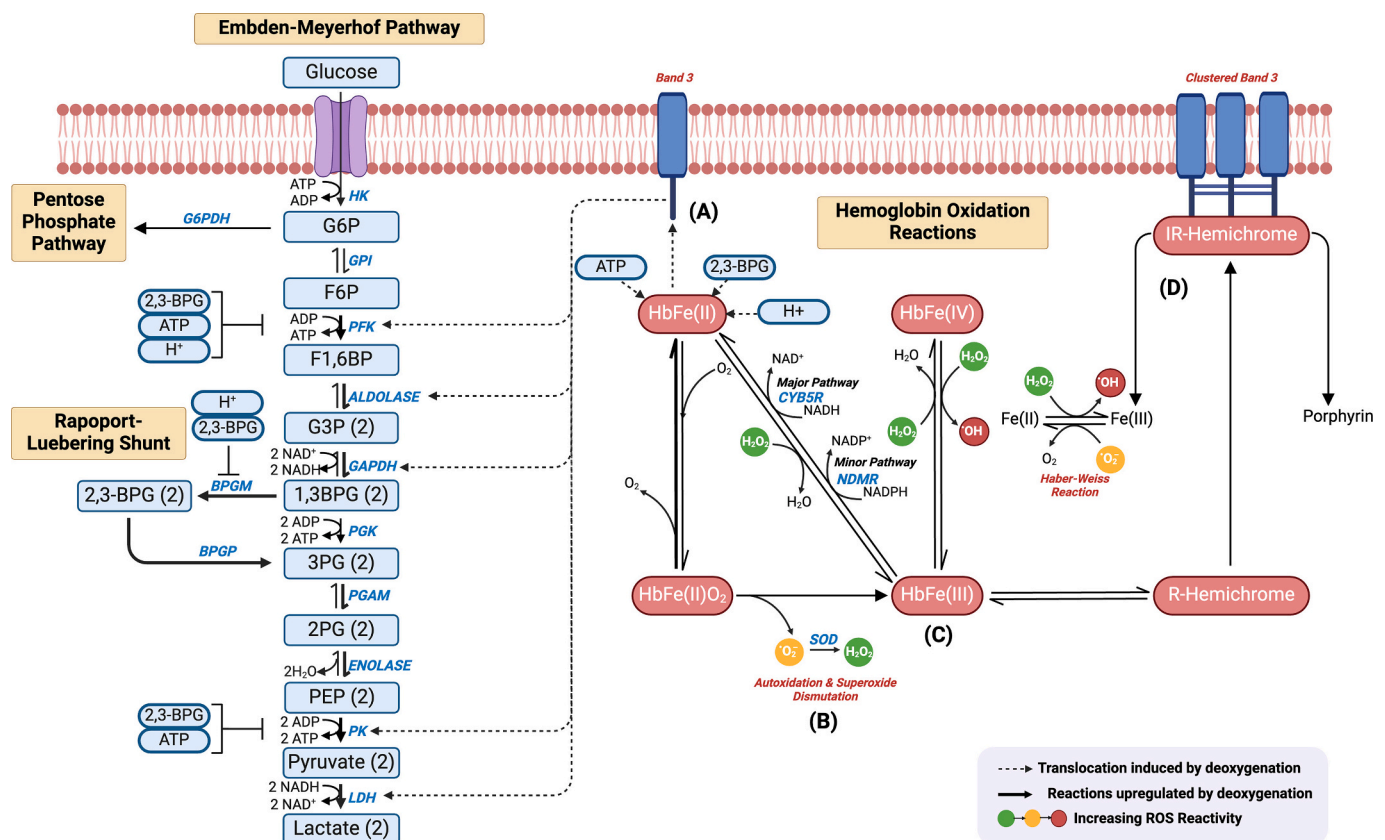 Embden-Meyerhof Pathway
Glucose
Band 3
Clustered Band 3
ATP
ADP
HK
Pentose
Phosphate
Pathway
G6PDH
G6P
GPI
F6P
2,3-BPG
ATP
H⁺
ADP
ATP
PFK
F1,6BP
ALDOLASE
Rapoport-
Luebering Shunt
H⁺
2,3-BPG
G3P (2)
2 NAD⁺
2 NADH
GAPDH
2,3-BPG (2)
BPGM
1,3BPG (2)
2 ADP
2 ATP
PGK
BPGP
3PG (2)
PGAM
2PG (2)
2H₂O
ENOLASE
PEP (2)
2,3-BPG
ATP
2 ADP
2 ATP
PK
Pyruvate (2)
2 NADH
2 NAD⁺
LDH
Lactate (2)
(A)
Hemoglobin Oxidation
Reactions
ATP
2,3-BPG
HbFe(II)
H+
O₂
NAD⁺
Major Pathway
CYB5R
NADH
H₂O₂
H₂O
NADP⁺
Minor Pathway
NDMR
NADPH
O₂
HbFe(II)O₂
HbFe(IV)
H₂O
H₂O₂
H₂O₂
•OH
HbFe(III)
(C)
•O₂⁻
SOD
H₂O₂
Autoxidation & Superoxide
Dismutation
(B)
IR-Hemichrome
(D)
H₂O₂
•OH
Fe(II)
Fe(III)
O₂
•O₂⁻
Haber-Weiss
Reaction
Porphyrin
R-Hemichrome
Translocation induced by deoxygenation
Reactions upregulated by deoxygenation
Increasing ROS Reactivity